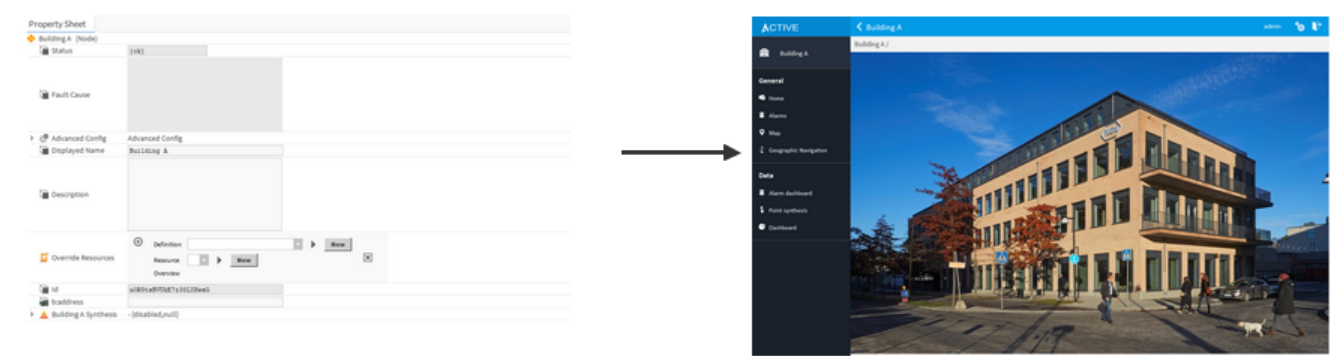 Property Sheet
Building A (Node)
Status {ok}
Fault Cause
Advanced Config Advanced Config
Displayed Name Building A
Description
Override Resources
Definition New
Resource New
Overview
Id
bcaddress
Building A Synthesis - {disabled,null}
ACTIVE
Building A
admin
Building A /
Building A
General
Home
Alarms
Map
Geographic Navigation
Data
Alarm dashboard
Point synthesis
Dashboard